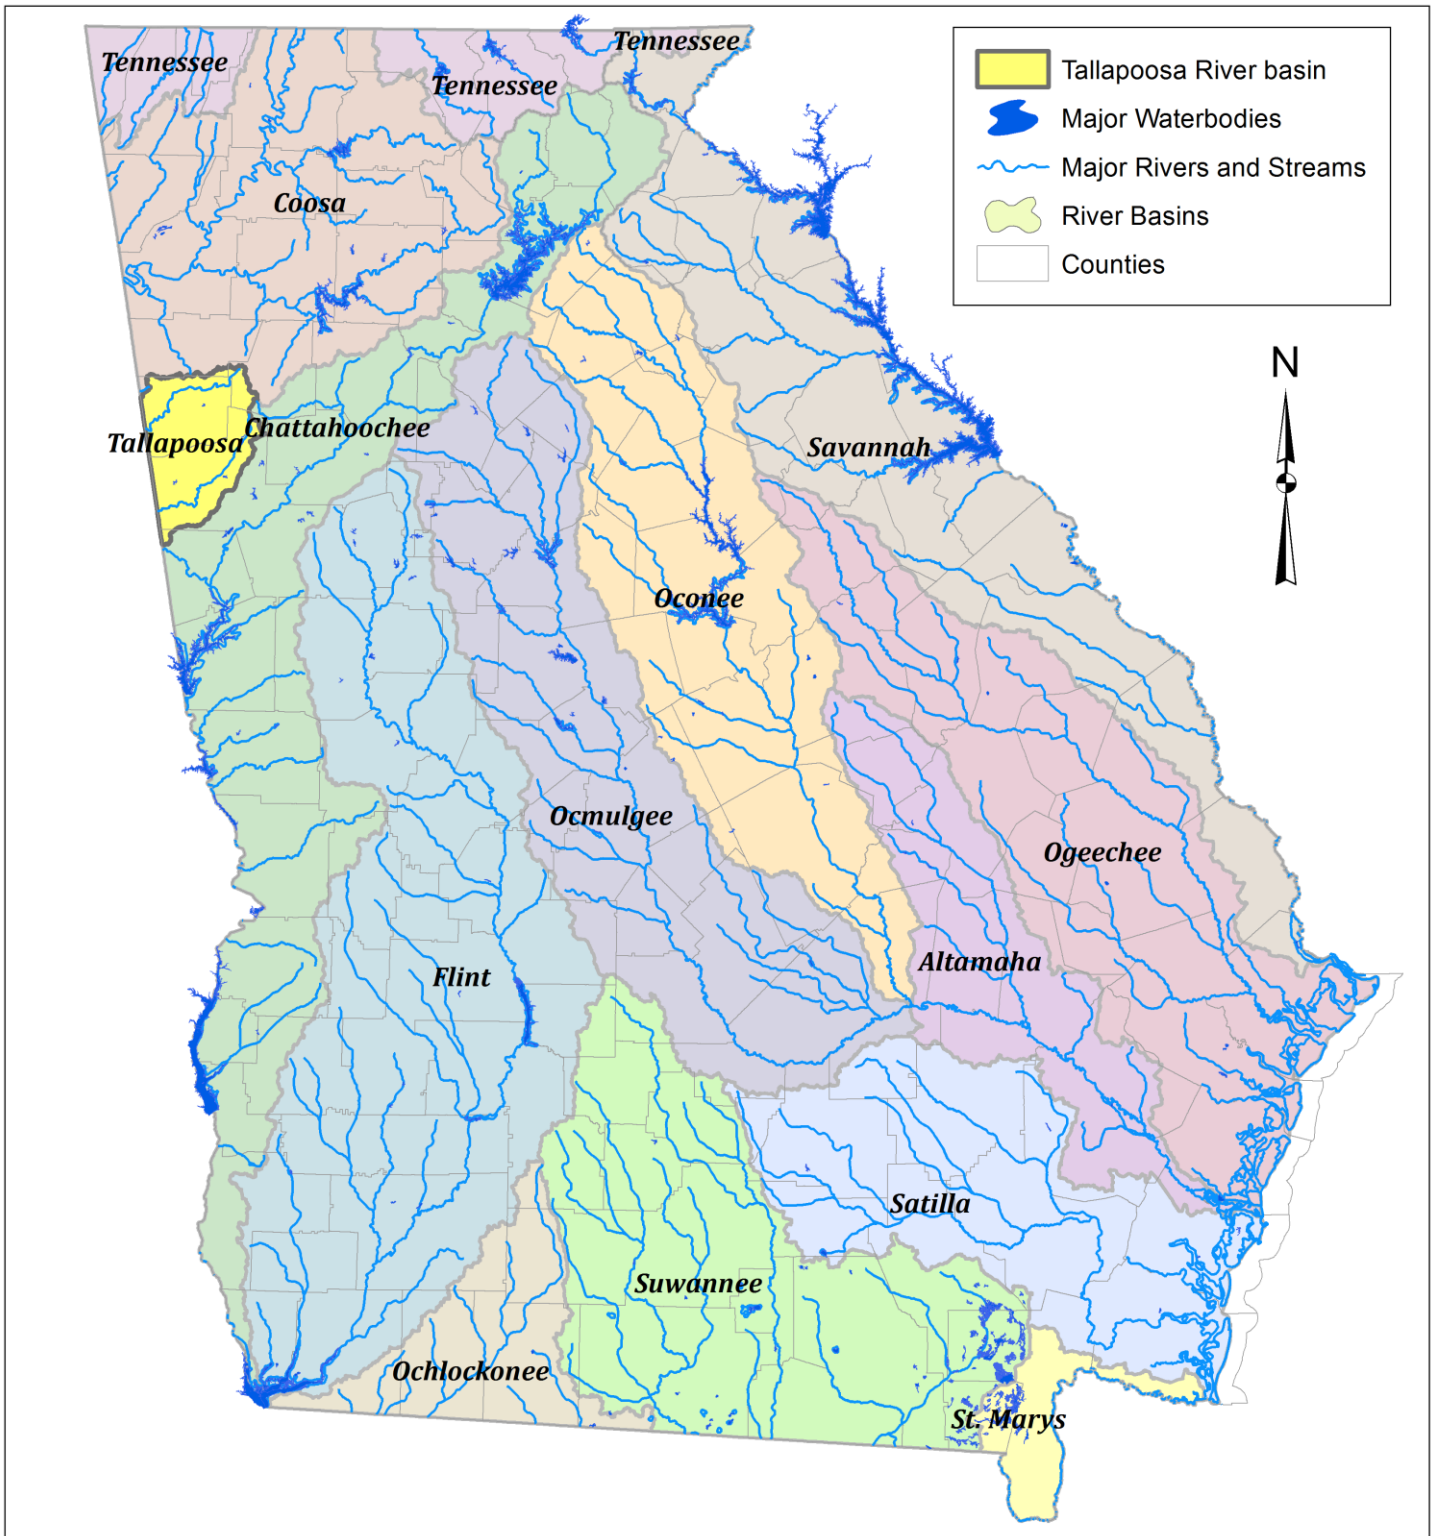 Tennessee
Tennessee
Tennessee
Tallapoosa River basin
Major Waterbodies
Major Rivers and Streams
River Basins
Counties
N
Coosa
Tallapoosa
Chattahoochee
Savannah
Oconee
Ocmulgee
Ogeechee
Altamaha
Flint
Satilla
Suwannee
Ochlockonee
St. Marys